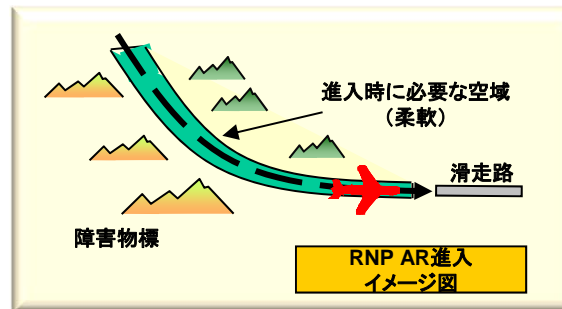 進入時に必要な空域
（柔軟）
滑走路
障害物標
RNP AR進入
イメージ図